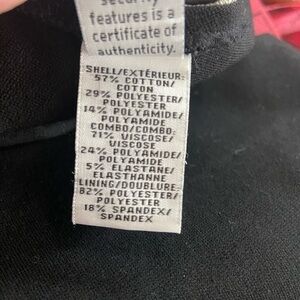 security
features is a
certificate of
authenticity.
SHELL/EXTÉRIEUR:
57% COTTON/
COTON
29% POLYESTER/
POLYESTER
14% POLYAMIDE/
POLYAMIDE
COMBO/COMBO:
71% VISCOSE/
VISCOSE
24% POLYAMIDE/
POLYAMIDE
5% ELASTANE/
ELASTHANNE
LINING/DOUBLURE:
82% POLYESTER/
POLYESTER
18% SPANDEX/
SPANDEX